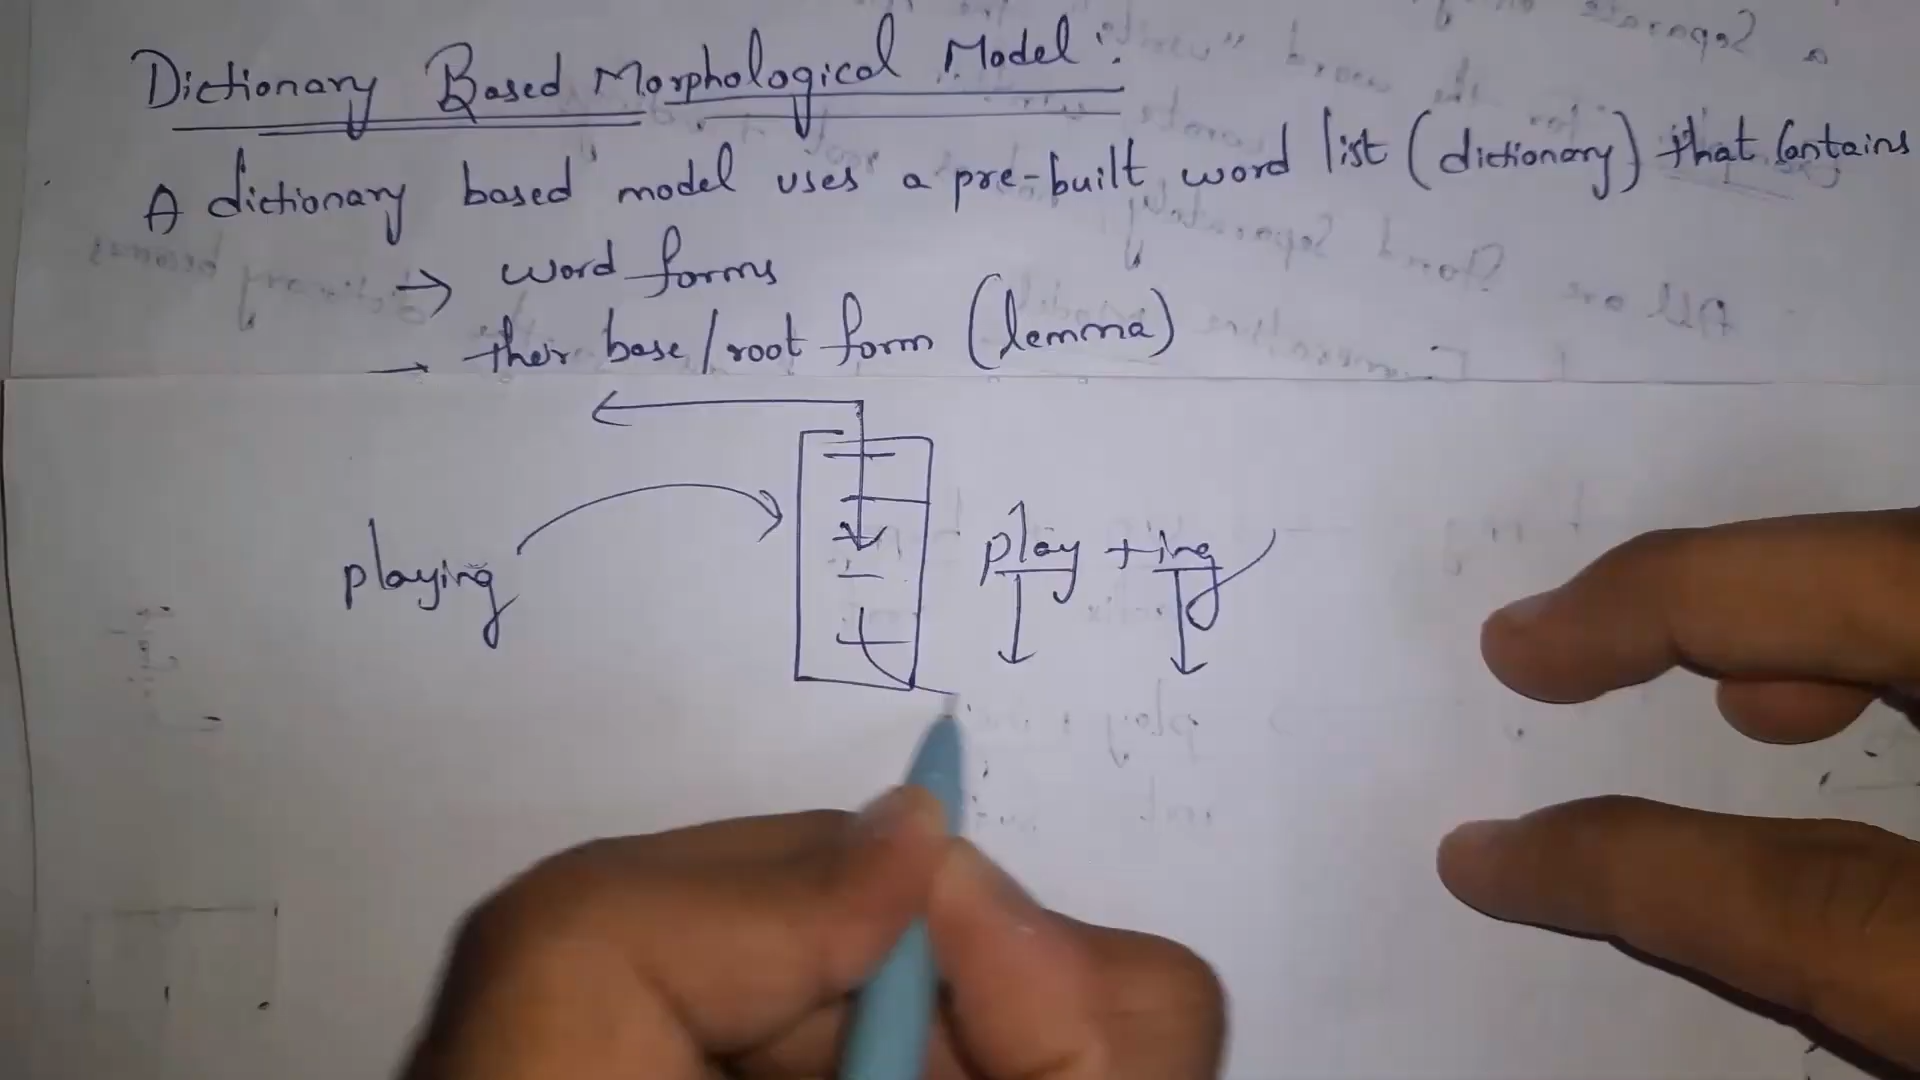 Dictionary Based Morphological Model:
A dictionary based model uses a pre-built word list (dictionary) that Contains
→ word forms
→ their base/root form (lemma)
playing
play + ing